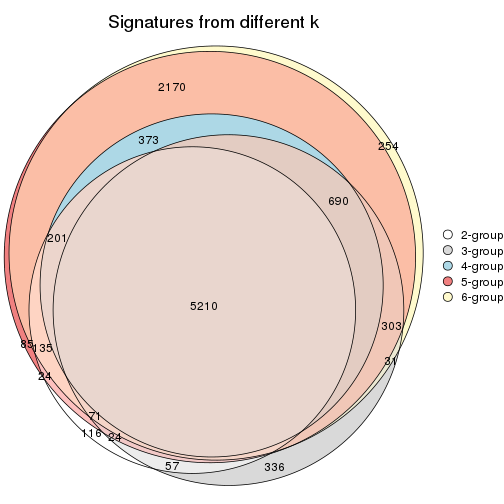 Signatures from different k
2170
373
254
690
201
2-group
3-group
4-group
5-group
6-group
5210
303
85
135
31
24
71
116
24
57
336